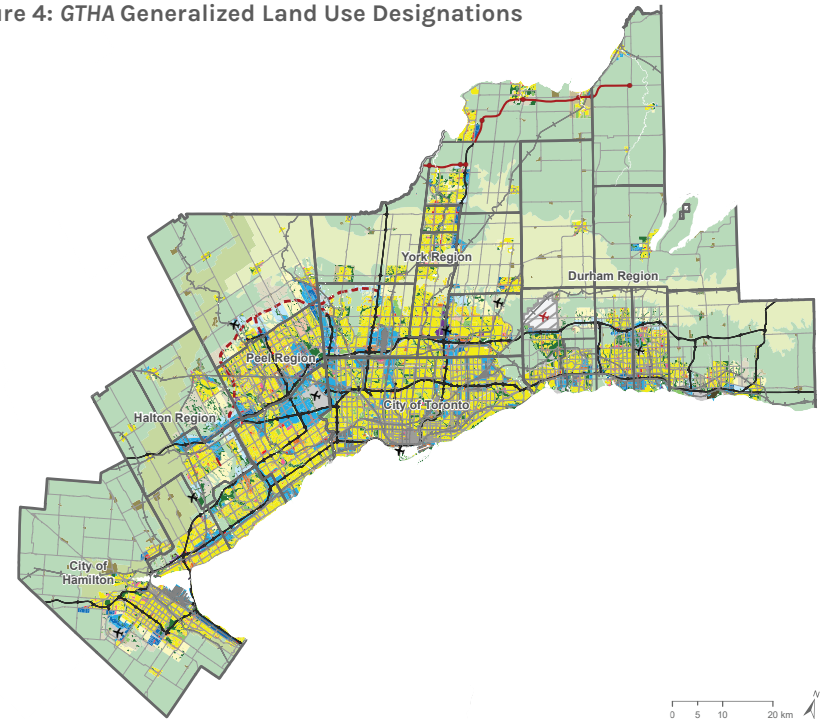 ure 4: GTHA Generalized Land Use Designations
York Region
Durham Region
Peel Region
City of Toronto
Halton Region
City of
Hamilton
N
0 5 10 20 km